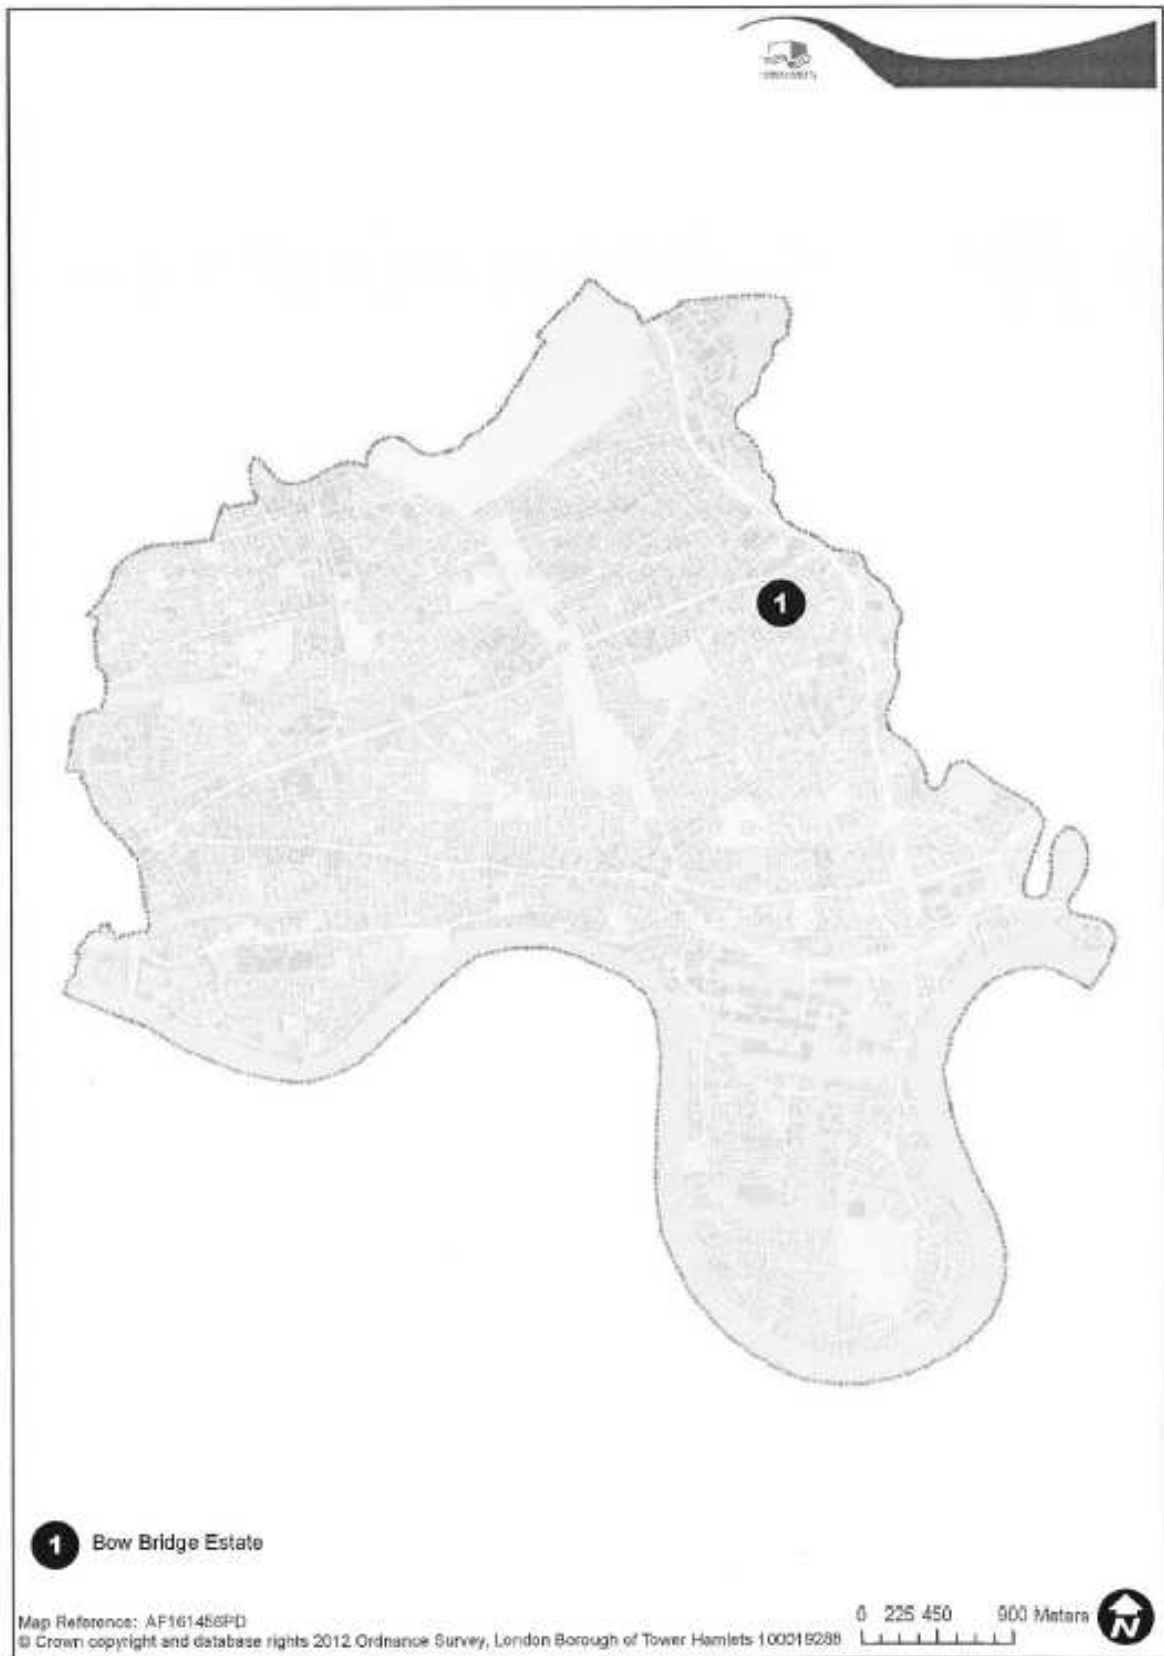 1
1 Bow Bridge Estate
Map Reference: AF161456PD
© Crown copyright and database rights 2012 Ordnance Survey, London Borough of Tower Hamlets 100019288
0 225 450 900 Meters
N